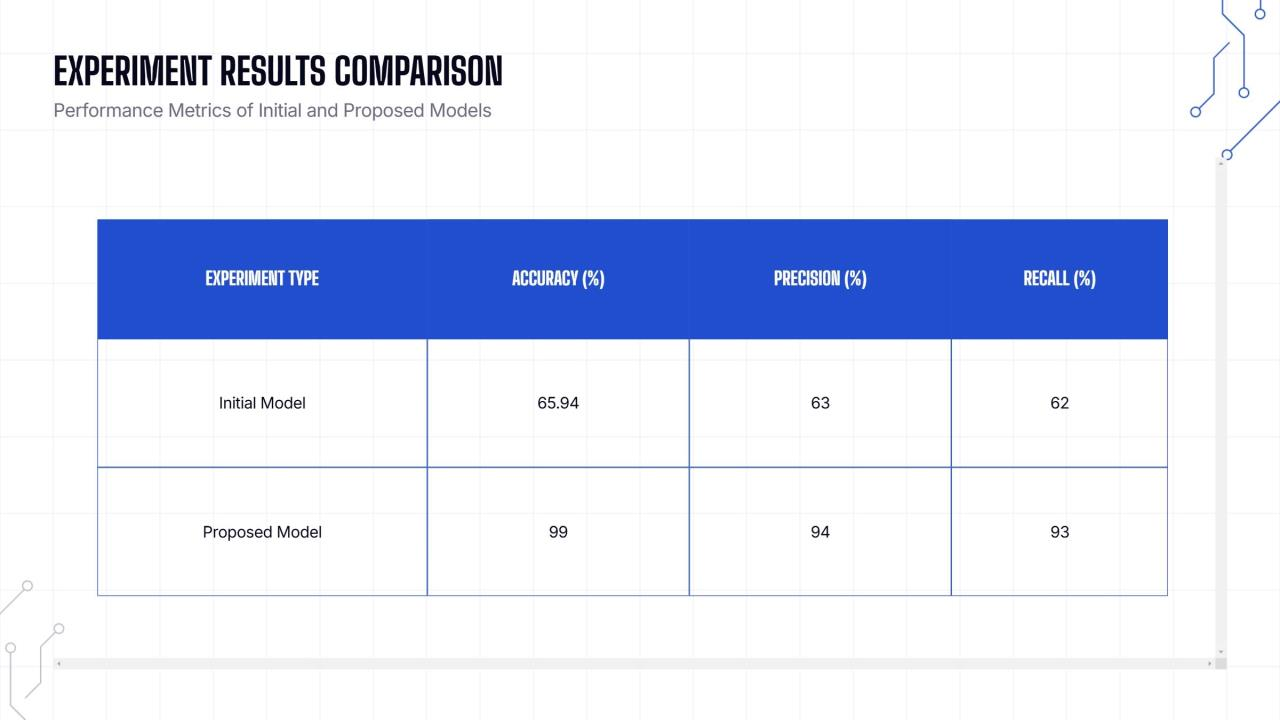 EXPERIMENT RESULTS COMPARISON
Performance Metrics of Initial and Proposed Models
EXPERIMENT TYPE ACCURACY (%) PRECISION (%) RECALL (%)
Initial Model 65.94 63 62
Proposed Model 99 94 93